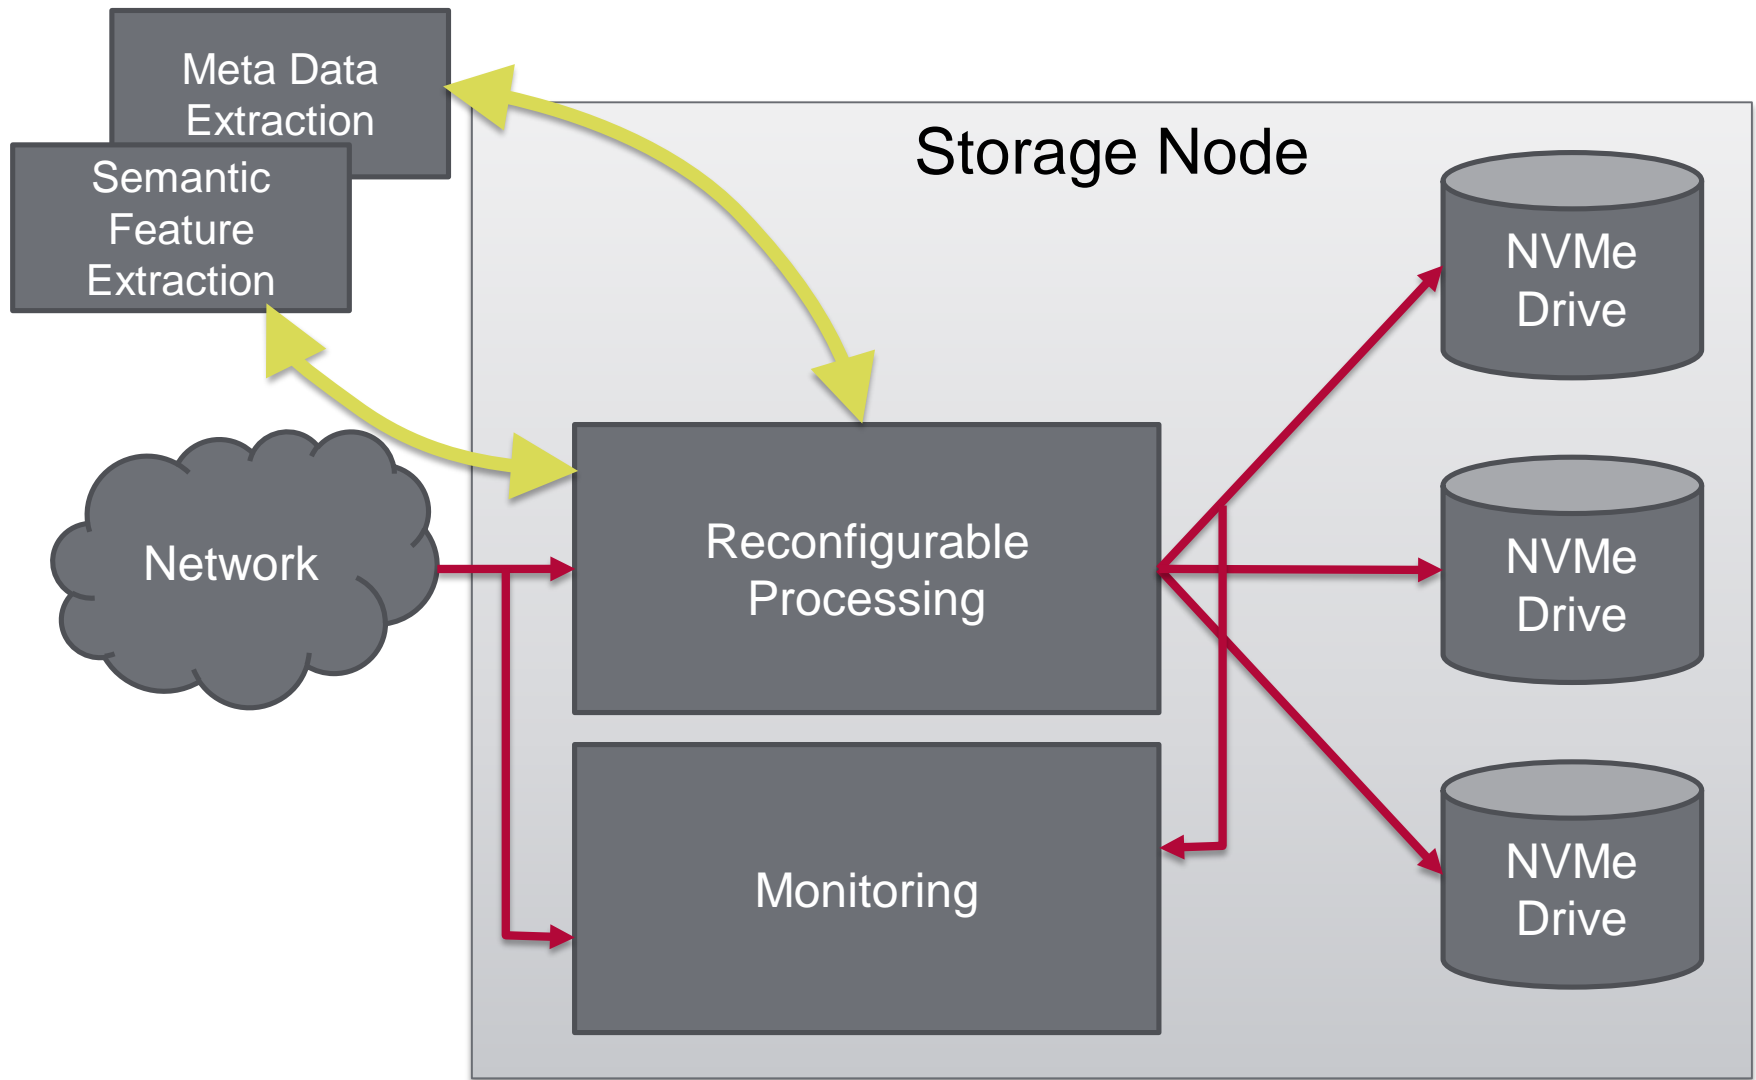 Meta Data
Extraction
Semantic
Feature
Extraction
Storage Node
NVMe
Drive
Network
Reconfigurable
Processing
NVMe
Drive
Monitoring
NVMe
Drive